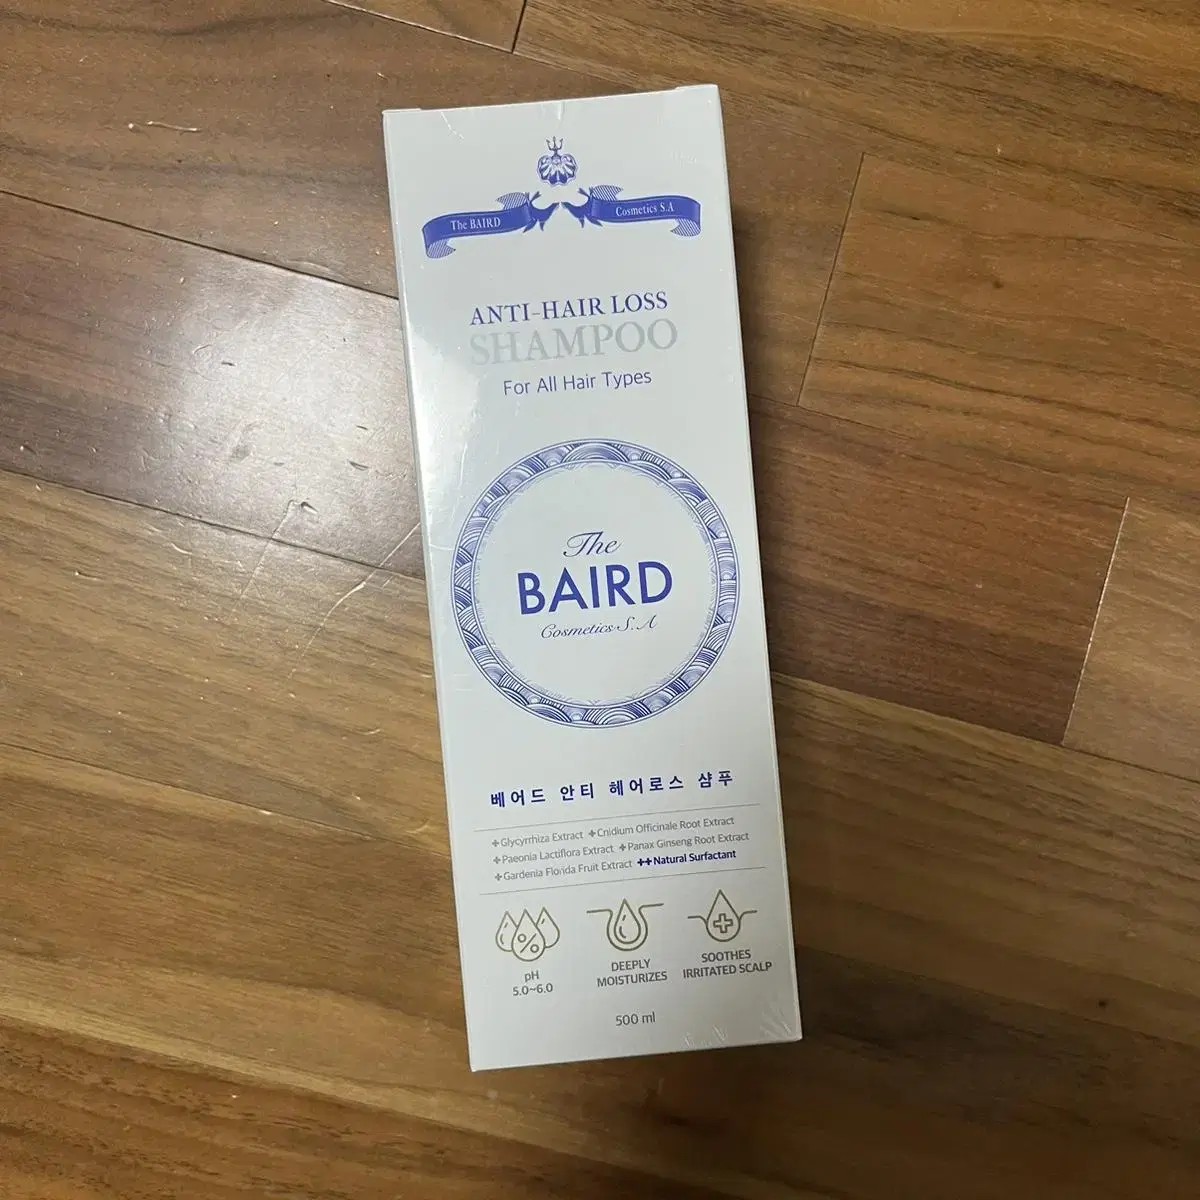 The BAIRD
Cosmetics S.A
ANTI-HAIR LOSS
SHAMPOO
For All Hair Types
The
BAIRD
Cosmetics S.A
베어드 안티 헤어로스 샴푸
+Glycyrrhiza Extract +Cnidium Officinale Root Extract
+Paeonia Lactiflora Extract +Panax Ginseng Root Extract
+Gardenia Florida Fruit Extract ++Natural Surfactant
%
pH
5.0~6.0
DEEPLY
MOISTURIZES
SOOTHES
IRRITATED SCALP
500 ml